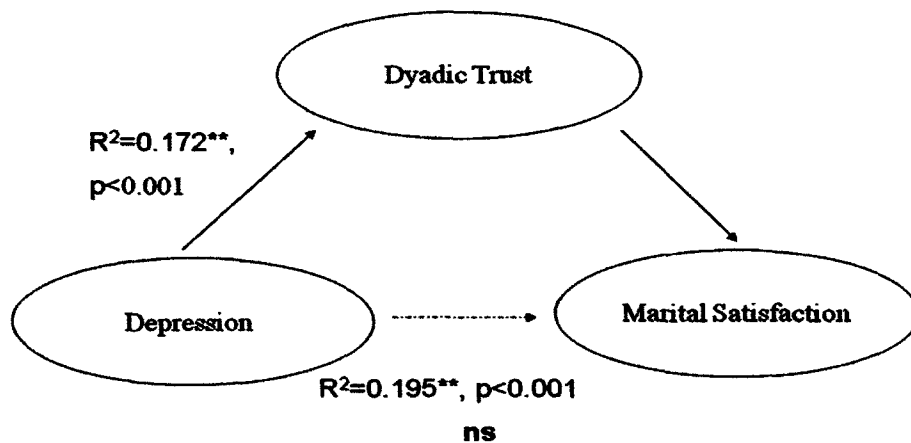 Dyadic Trust
R²=0.172**,
p<0.001
Depression
Marital Satisfaction
R²=0.195**, p<0.001
ns